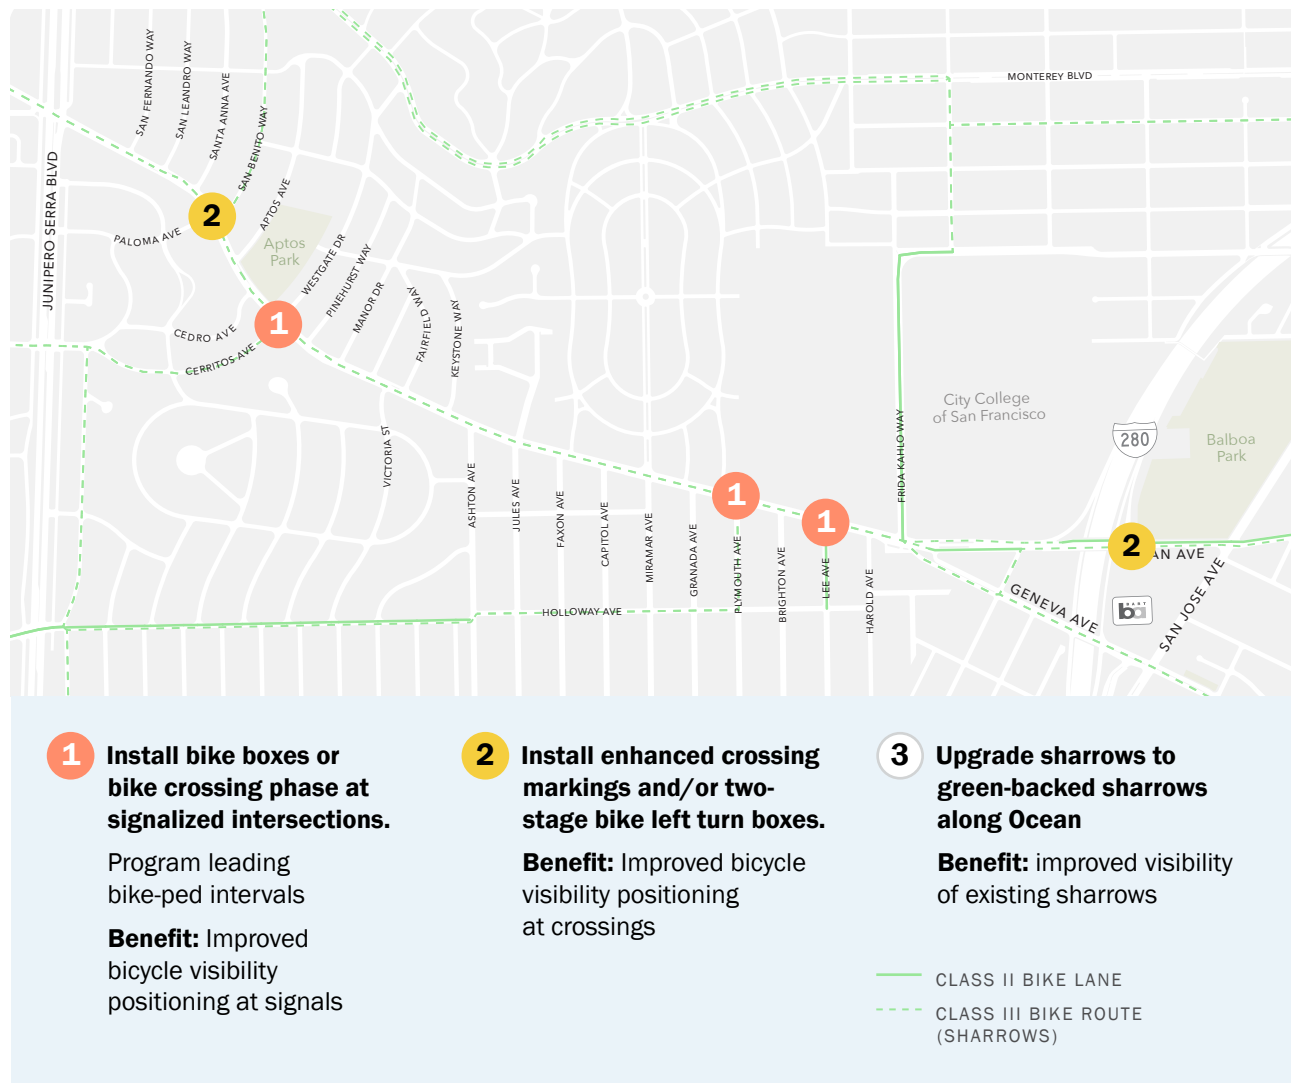 SAN FERNANDO WAY
SAN LEANDRO WAY
SANTA ANNA AVE
SAN BENITO WAY
MONTEREY BLVD
JUNIPERO SERRA BLVD
2
PALOMA AVE
APTOS AVE
Aptos
Park
WESTGATE DR
PINEHURST WAY
MANOR DR
FAIRFIELD WAY
KEYSTONE WAY
1
CEDRO AVE
CERRITOS AVE
City College
of San Francisco
FRIDA KAHLO WAY
280
Balboa
Park
VICTORIA ST
ASHTON AVE
JULES AVE
FAXON AVE
CAPITOL AVE
MIRAMAR AVE
GRANADA AVE
1
PLYMOUTH AVE
BRIGHTON AVE
1
LEE AVE
HAROLD AVE
HOLLOWAY AVE
2
AN AVE
GENEVA AVE
BART
ba
SAN JOSE AVE
1
Install bike boxes or
bike crossing phase at
signalized intersections.
Program leading
bike-ped intervals
Benefit: Improved
bicycle visibility
positioning at signals
2
Install enhanced crossing
markings and/or two-
stage bike left turn boxes.
Benefit: Improved bicycle
visibility positioning
at crossings
3
Upgrade sharrows to
green-backed sharrows
along Ocean
Benefit: improved visibility
of existing sharrows
CLASS II BIKE LANE
CLASS III BIKE ROUTE
(SHARROWS)